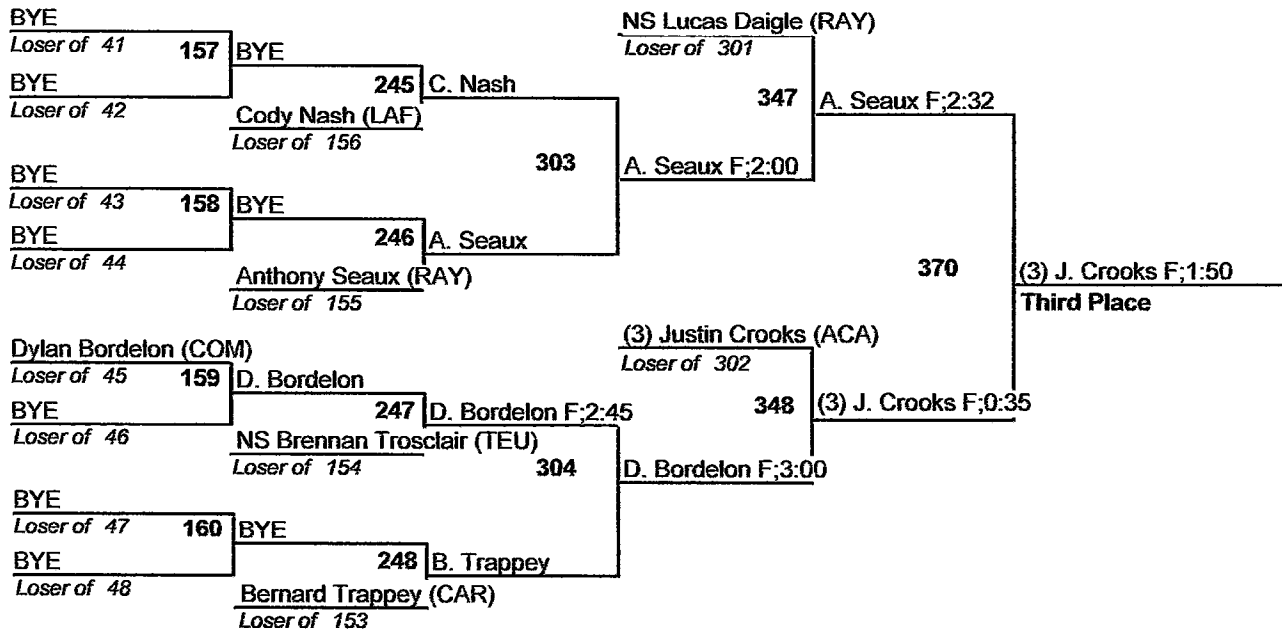 BYE
Loser of 41
157
BYE
BYE
Loser of 42
245
C. Nash
Cody Nash (LAF)
Loser of 156
BYE
Loser of 43
158
BYE
BYE
Loser of 44
246
A. Seaux
Anthony Seaux (RAY)
Loser of 155
303
A. Seaux F;2:00
NS Lucas Daigle (RAY)
Loser of 301
347
A. Seaux F;2:32
Dylan Bordelon (COM)
Loser of 45
159
D. Bordelon
BYE
Loser of 46
247
D. Bordelon F;2:45
NS Brennan Trosclair (TEU)
Loser of 154
BYE
Loser of 47
160
BYE
BYE
Loser of 48
248
B. Trappey
Bernard Trappey (CAR)
Loser of 153
304
D. Bordelon F;3:00
(3) Justin Crooks (ACA)
Loser of 302
348
(3) J. Crooks F;0:35
370
(3) J. Crooks F;1:50
Third Place